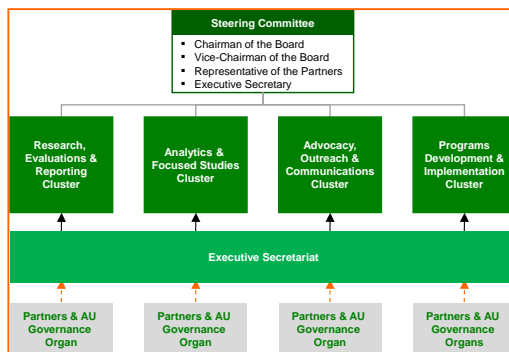 Steering Committee
▪ Chairman of the Board
▪ Vice-Chairman of the Board
▪ Representative of the Partners
▪ Executive Secretary
Research,
Evaluations &
Reporting
Cluster
Analytics &
Focused Studies
Cluster
Advocacy,
Outreach &
Communications
Cluster
Programs
Development &
Implementation
Cluster
Executive Secretariat
Partners & AU
Governance
Organ
Partners & AU
Governance
Organ
Partners & AU
Governance
Organ
Partners & AU
Governance
Organs